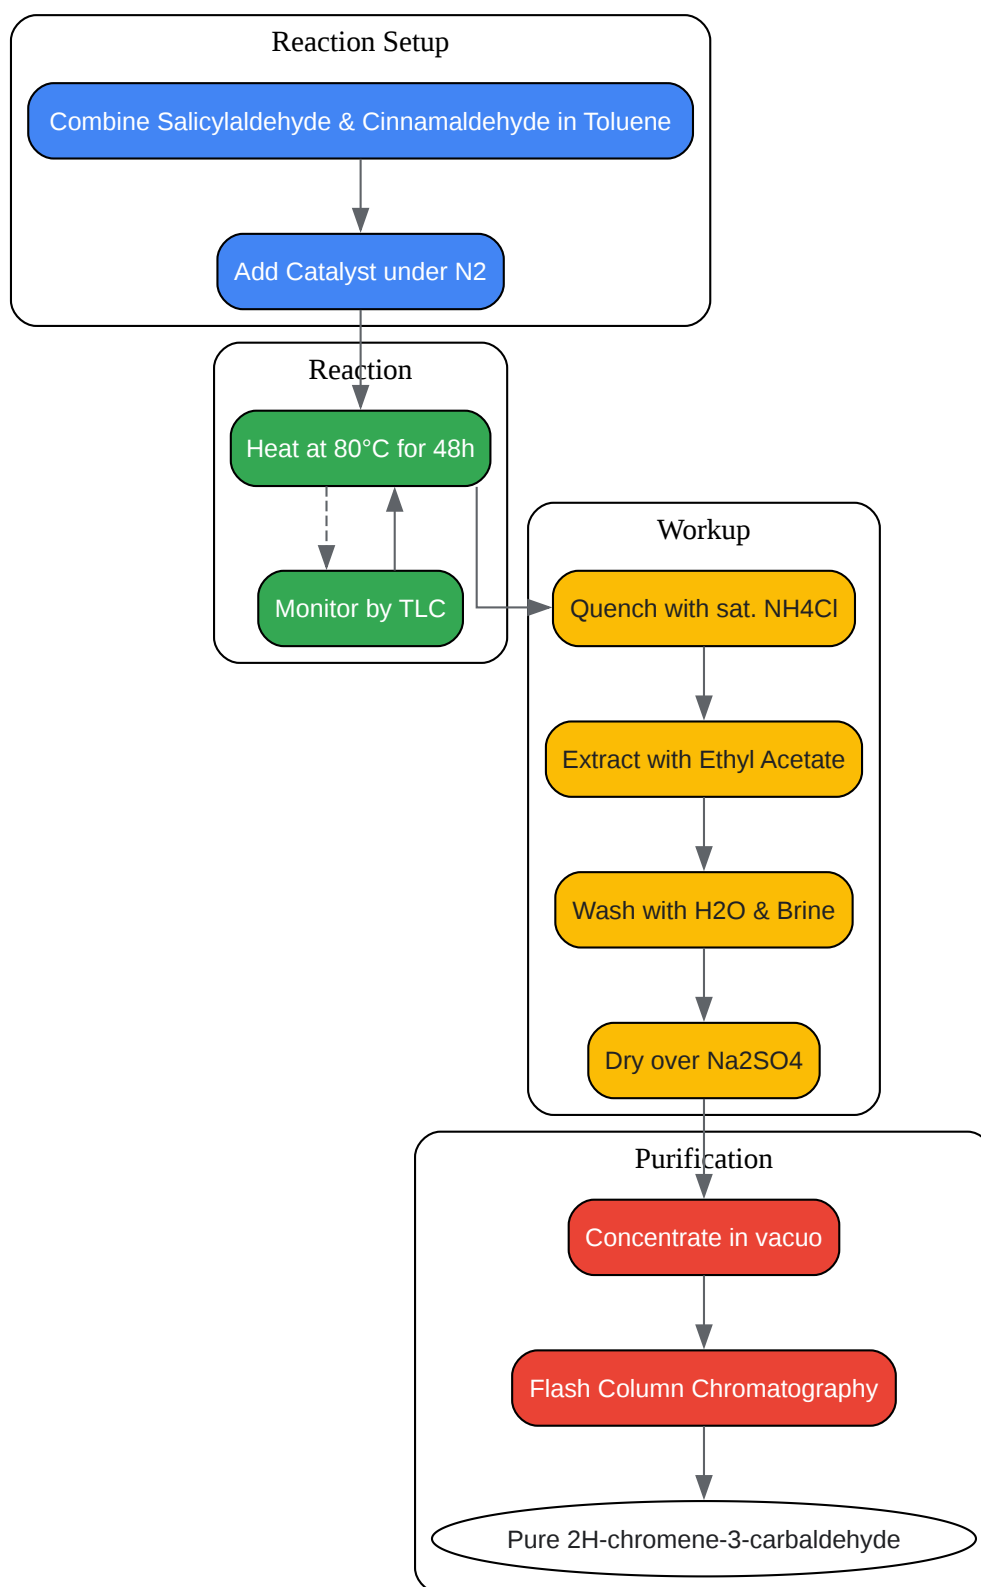 Reaction Setup
Combine Salicylaldehyde & Cinnamaldehyde in Toluene
Add Catalyst under N2
Reaction
Heat at 80°C for 48h
Monitor by TLC
Workup
Quench with sat. NH4Cl
Extract with Ethyl Acetate
Wash with H2O & Brine
Dry over Na2SO4
Purification
Concentrate in vacuo
Flash Column Chromatography
Pure 2H-chromene-3-carbaldehyde